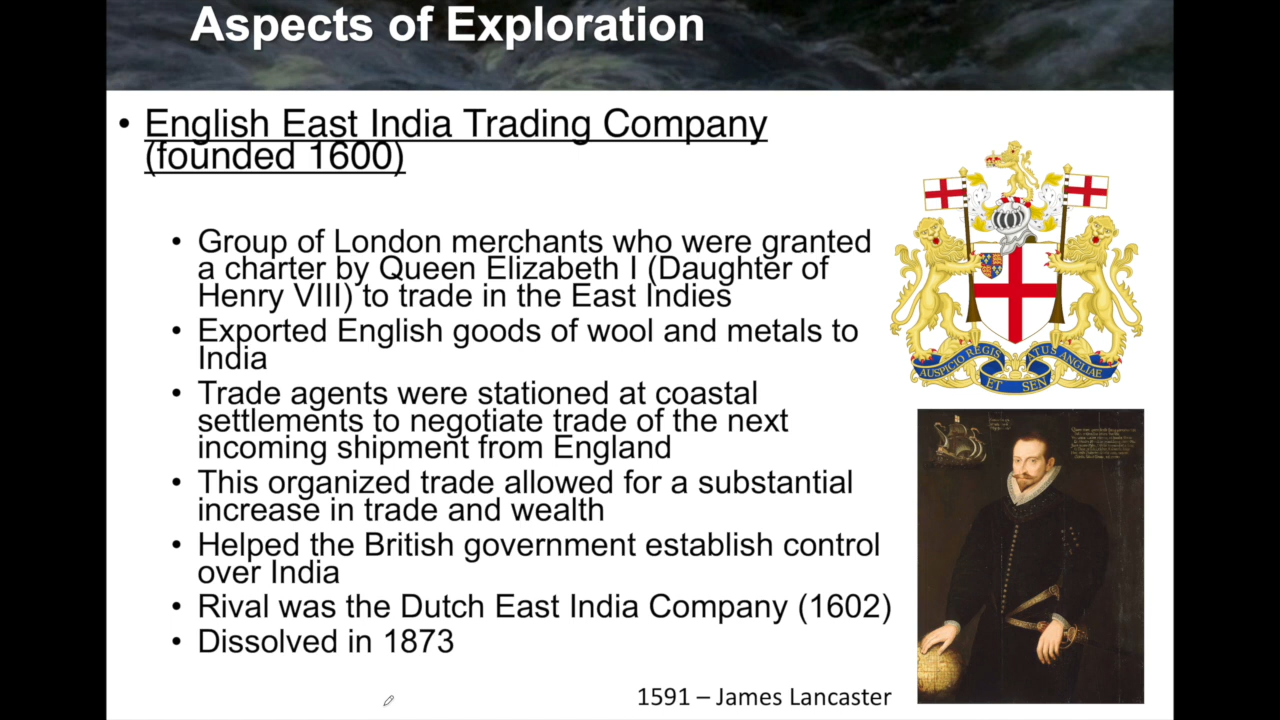 Aspects of Exploration
• English East India Trading Company
(founded 1600)
• Group of London merchants who were granted
a charter by Queen Elizabeth I (Daughter of
Henry VIII) to trade in the East Indies
• Exported English goods of wool and metals to
India
• Trade agents were stationed at coastal
settlements to negotiate trade of the next
incoming shipment from England
• This organized trade allowed for a substantial
increase in trade and wealth
• Helped the British government establish control
over India
• Rival was the Dutch East India Company (1602)
• Dissolved in 1873
AUSPICIO REGIS ET SENATUS ANGLIAE
1591 – James Lancaster